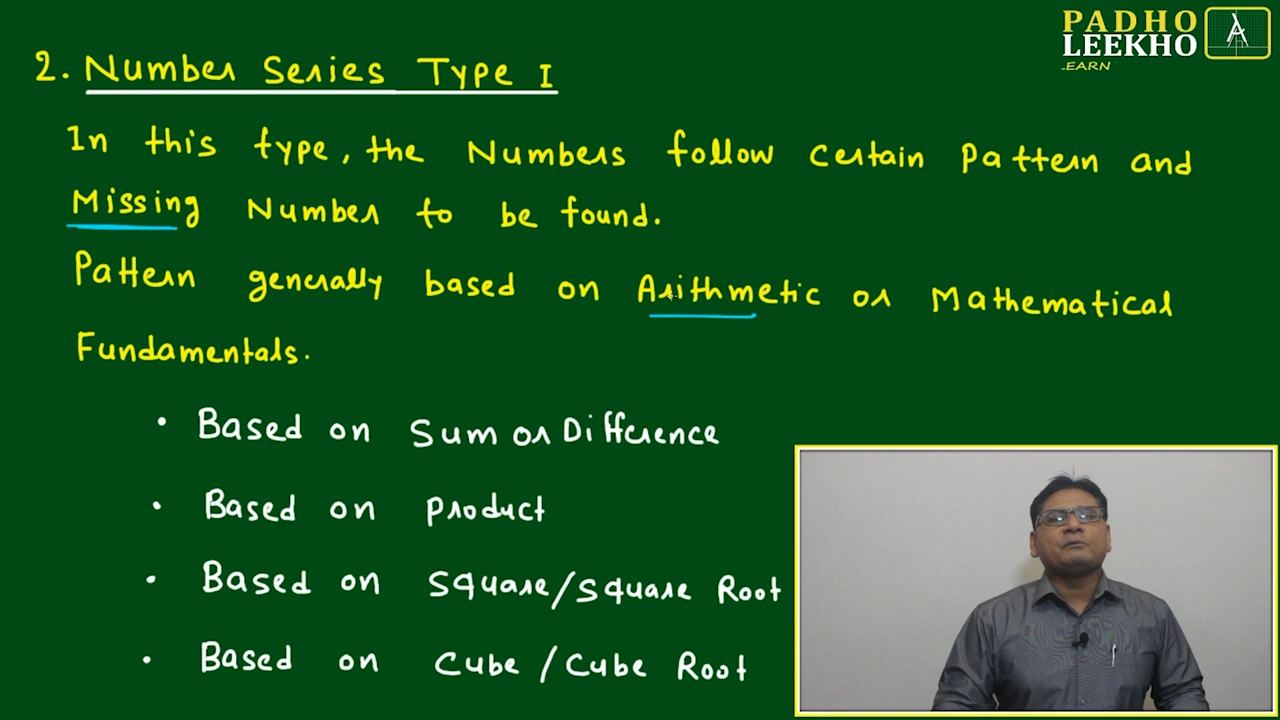 PADHO
LEEKHO
.EARN
2. Number Series Type I
In this type, the Numbers follow certain Pattern and
Missing Number to be found.
Pattern generally based on Arithmetic or Mathematical
Fundamentals.
• Based on Sum or Difference
• Based on Product
• Based on Square/Square Root
• Based on Cube / Cube Root